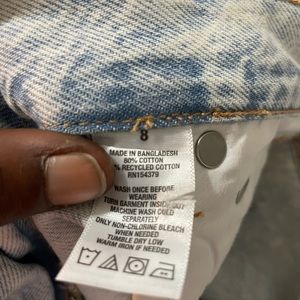 8
MADE IN BANGLADESH
80% COTTON
% RECYCLED COTTON
RN154379
WASH ONCE BEFORE
WEARING
TURN GARMENT INSIDE OUT
MACHINE WASH COLD
SEPARATELY
ONLY NON-CHLORINE BLEACH
WHEN NEEDED
TUMBLE DRY LOW
WARM IRON IF NEEDED